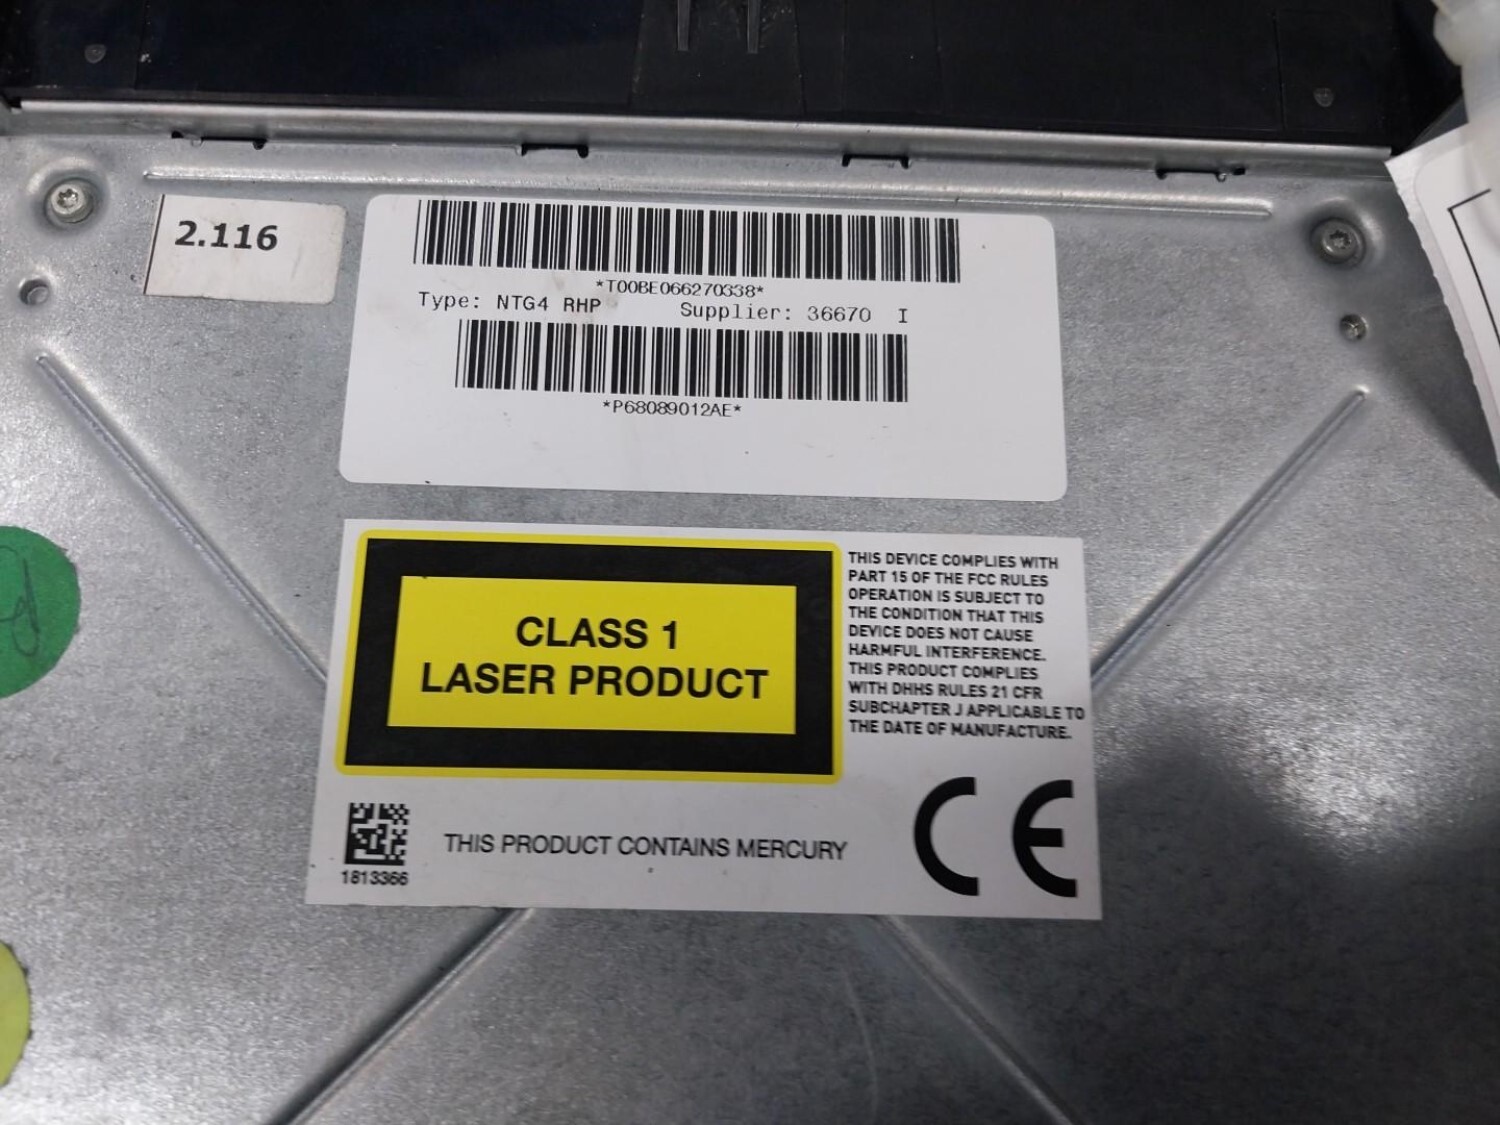 2.116
*T00BE066270338*
Type: NTG4 RHP Supplier: 36670 I
*P68089012AE*
CLASS 1
LASER PRODUCT
THIS DEVICE COMPLIES WITH
PART 15 OF THE FCC RULES
OPERATION IS SUBJECT TO
THE CONDITION THAT THIS
DEVICE DOES NOT CAUSE
HARMFUL INTERFERENCE.
THIS PRODUCT COMPLIES
WITH DHHS RULES 21 CFR
SUBCHAPTER J APPLICABLE TO
THE DATE OF MANUFACTURE.
1813366
THIS PRODUCT CONTAINS MERCURY
CE